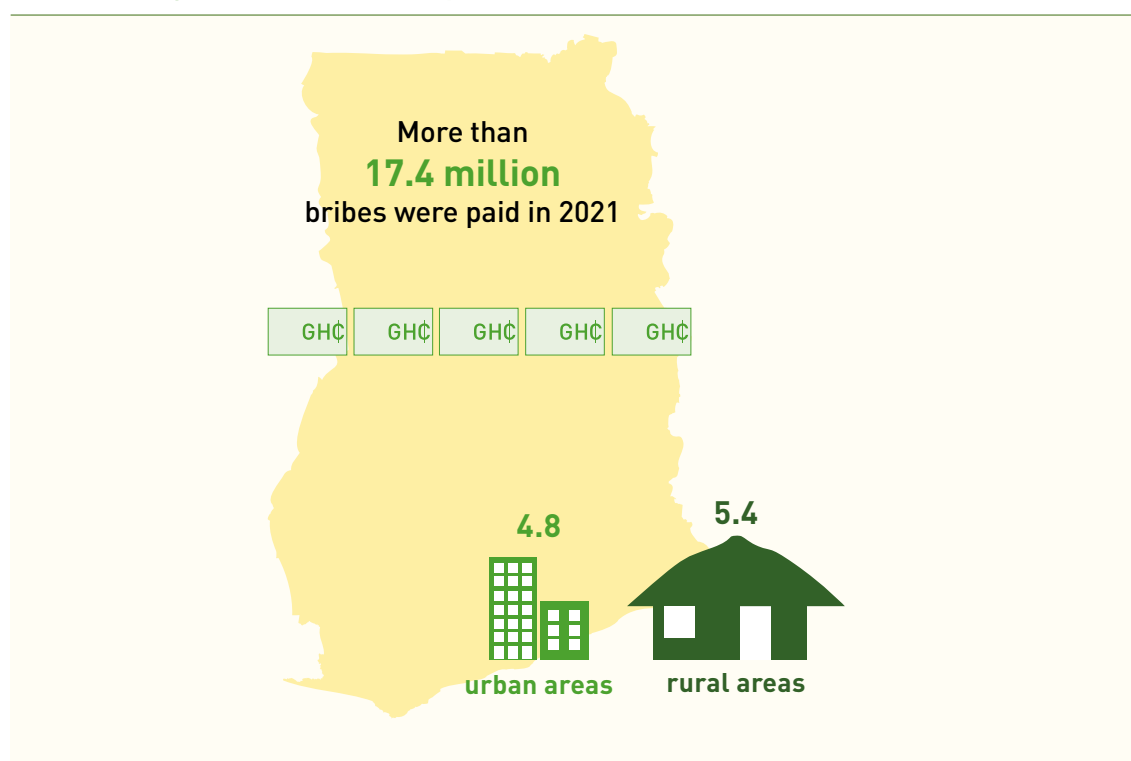 More than
17.4 million
bribes were paid in 2021
GH₵ GH₵ GH₵ GH₵ GH₵
4.8
5.4
urban areas
rural areas